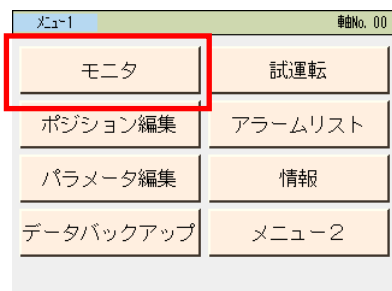 ﾒﾆｭｰ1 軸No. 00
モニタ 試運転
ポジション編集 アラームリスト
パラメータ編集 情報
データバックアップ メニュー2